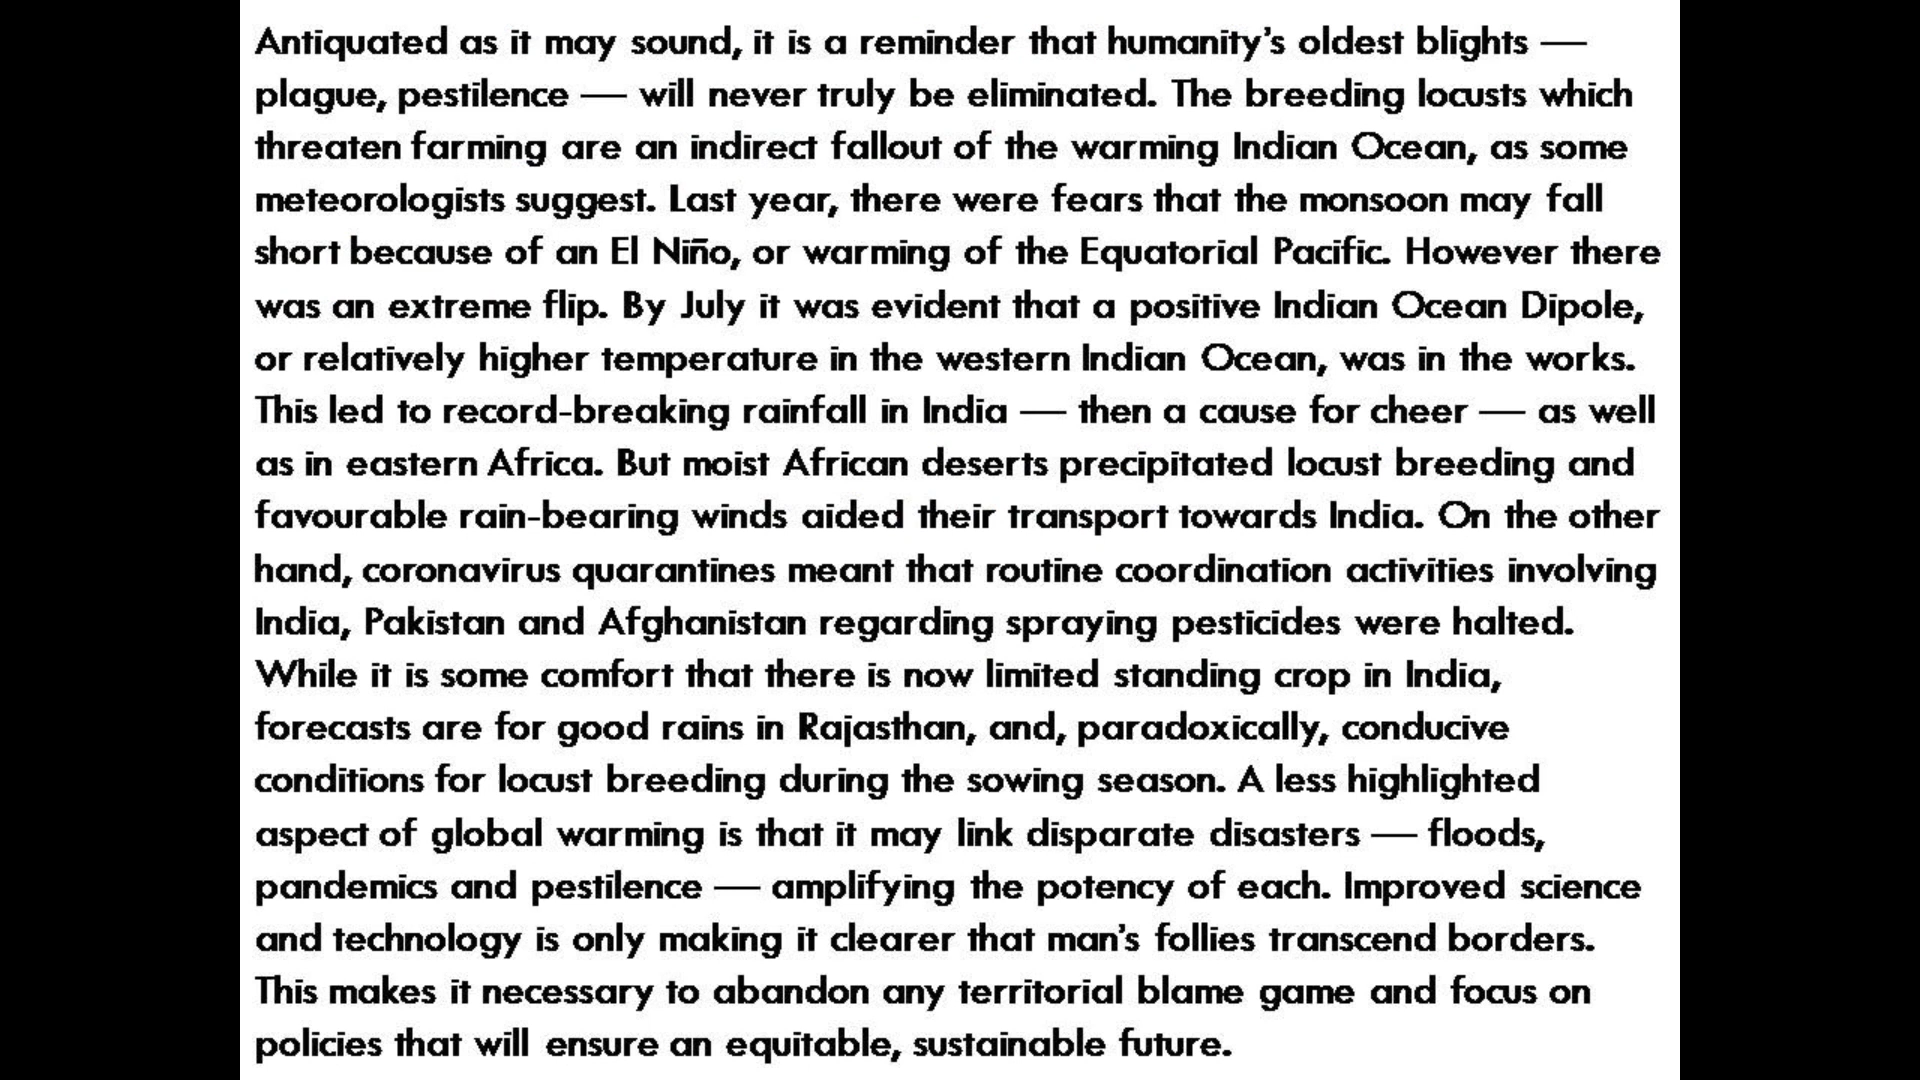 Antiquated as it may sound, it is a reminder that humanity’s oldest blights —
plague, pestilence — will never truly be eliminated. The breeding locusts which
threaten farming are an indirect fallout of the warming Indian Ocean, as some
meteorologists suggest. Last year, there were fears that the monsoon may fall
short because of an El Niño, or warming of the Equatorial Pacific. However there
was an extreme flip. By July it was evident that a positive Indian Ocean Dipole,
or relatively higher temperature in the western Indian Ocean, was in the works.
This led to record-breaking rainfall in India — then a cause for cheer — as well
as in eastern Africa. But moist African deserts precipitated locust breeding and
favourable rain-bearing winds aided their transport towards India. On the other
hand, coronavirus quarantines meant that routine coordination activities involving
India, Pakistan and Afghanistan regarding spraying pesticides were halted.
While it is some comfort that there is now limited standing crop in India,
forecasts are for good rains in Rajasthan, and, paradoxically, conducive
conditions for locust breeding during the sowing season. A less highlighted
aspect of global warming is that it may link disparate disasters — floods,
pandemics and pestilence — amplifying the potency of each. Improved science
and technology is only making it clearer that man’s follies transcend borders.
This makes it necessary to abandon any territorial blame game and focus on
policies that will ensure an equitable, sustainable future.